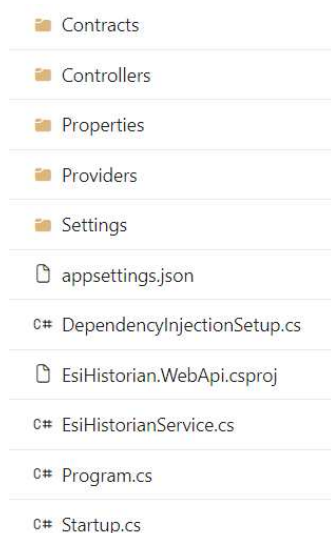 Contracts
Controllers
Properties
Providers
Settings
appsettings.json
C# DependencyInjectionSetup.cs
EsiHistorian.WebApi.csproj
C# EsiHistorianService.cs
C# Program.cs
C# Startup.cs